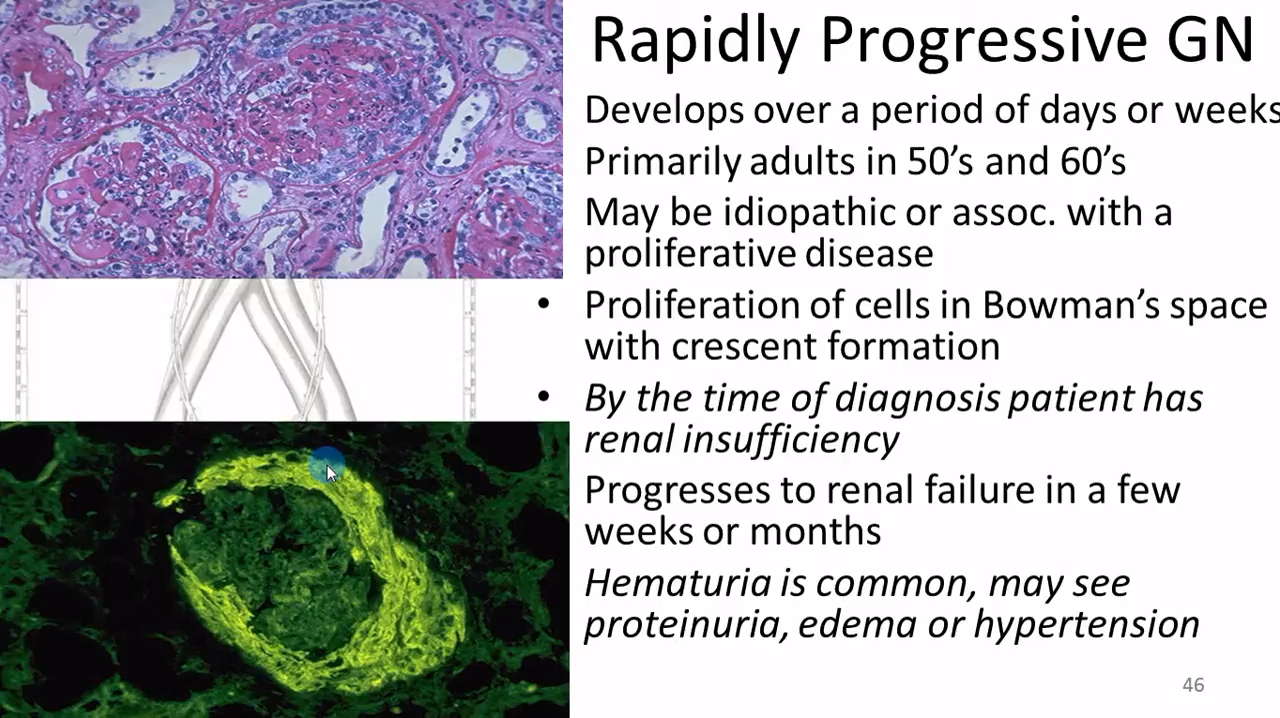 Rapidly Progressive GN
Develops over a period of days or weeks
Primarily adults in 50’s and 60’s
May be idiopathic or assoc. with a
proliferative disease
• Proliferation of cells in Bowman’s space
with crescent formation
• By the time of diagnosis patient has
renal insufficiency
Progresses to renal failure in a few
weeks or months
Hematuria is common, may see
proteinuria, edema or hypertension
46